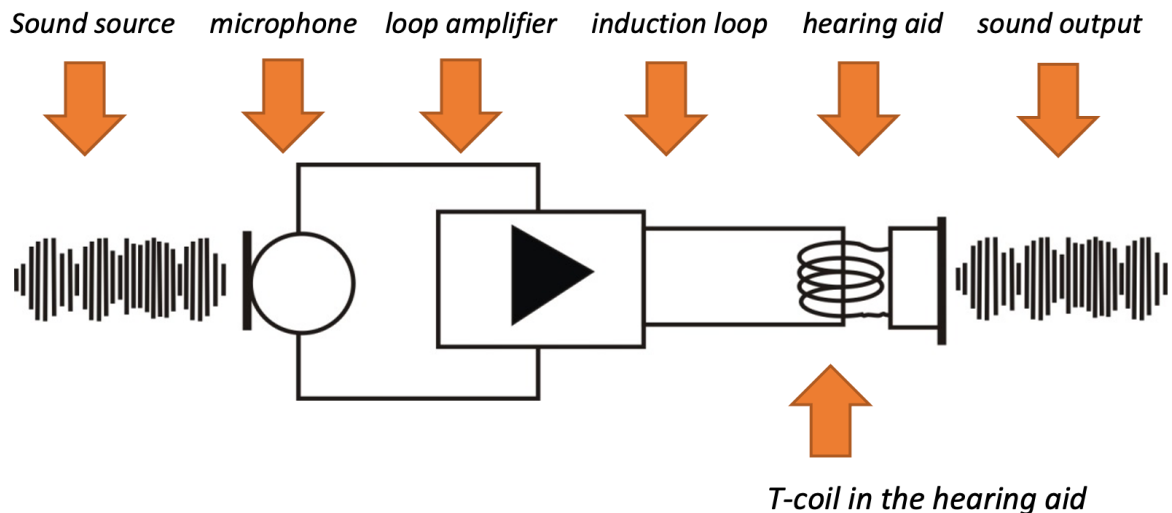 Sound source microphone loop amplifier induction loop hearing aid sound output
T-coil in the hearing aid